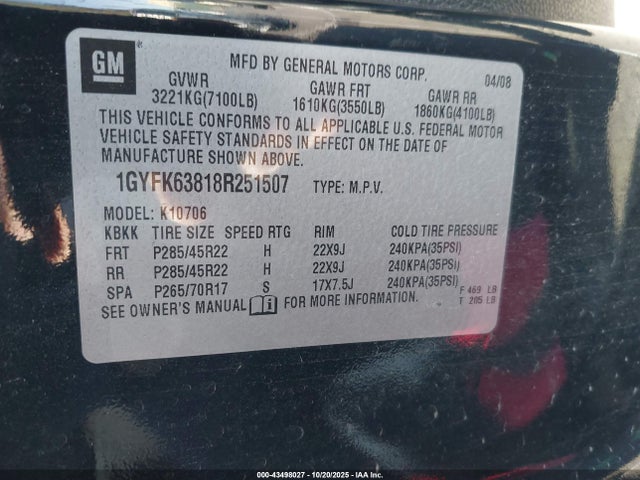 GM
MFD BY GENERAL MOTORS CORP.
04/08
GVWR GAWR FRT GAWR RR
3221KG(7100LB) 1610KG(3550LB) 1860KG(4100LB)
THIS VEHICLE CONFORMS TO ALL APPLICABLE U.S. FEDERAL MOTOR
VEHICLE SAFETY STANDARDS IN EFFECT ON THE DATE OF
MANUFACTURE SHOWN ABOVE.
1GYFK63818R251507 TYPE: M.P.V.
MODEL: K10706
KBKK TIRE SIZE SPEED RTG RIM COLD TIRE PRESSURE
FRT P285/45R22 H 22X9J 240KPA(35PSI)
RR P285/45R22 H 22X9J 240KPA(35PSI)
SPA P265/70R17 S 17X7.5J 240KPA(35PSI)
SEE OWNER'S MANUAL i FOR MORE INFORMATION.
F 469 LB
T 205 LB
000-43498027 - 10/20/2025 - IAAI.COM